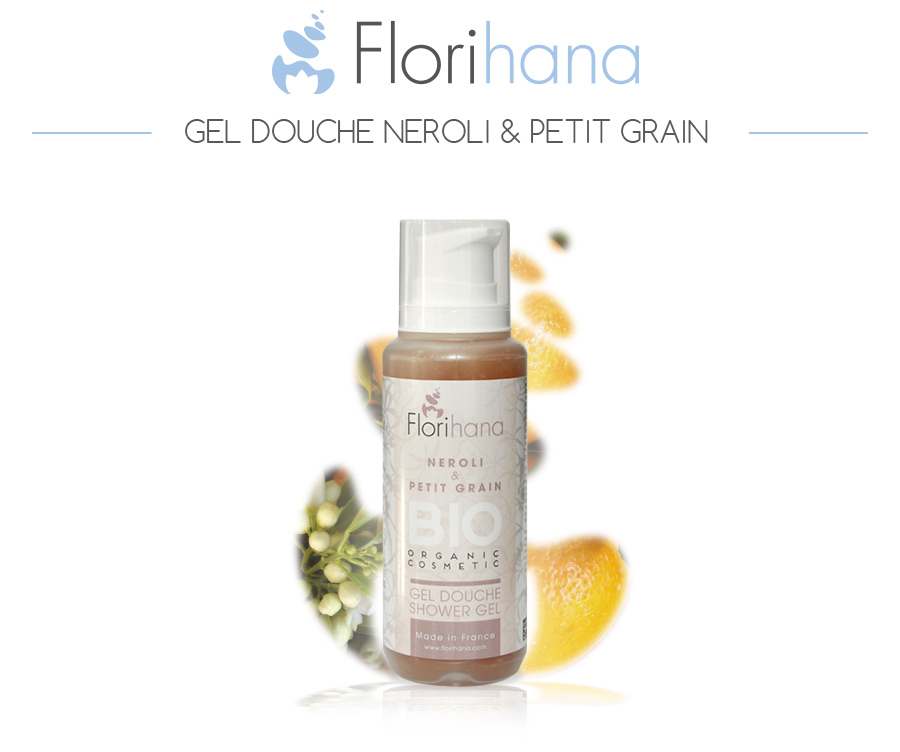 Florihana
GEL DOUCHE NEROLI & PETIT GRAIN
Florihana
NEROLI
&
PETIT GRAIN
BIO
ORGANIC
COSMETIC
GEL DOUCHE
SHOWER GEL
Made in France
www.florihana.com